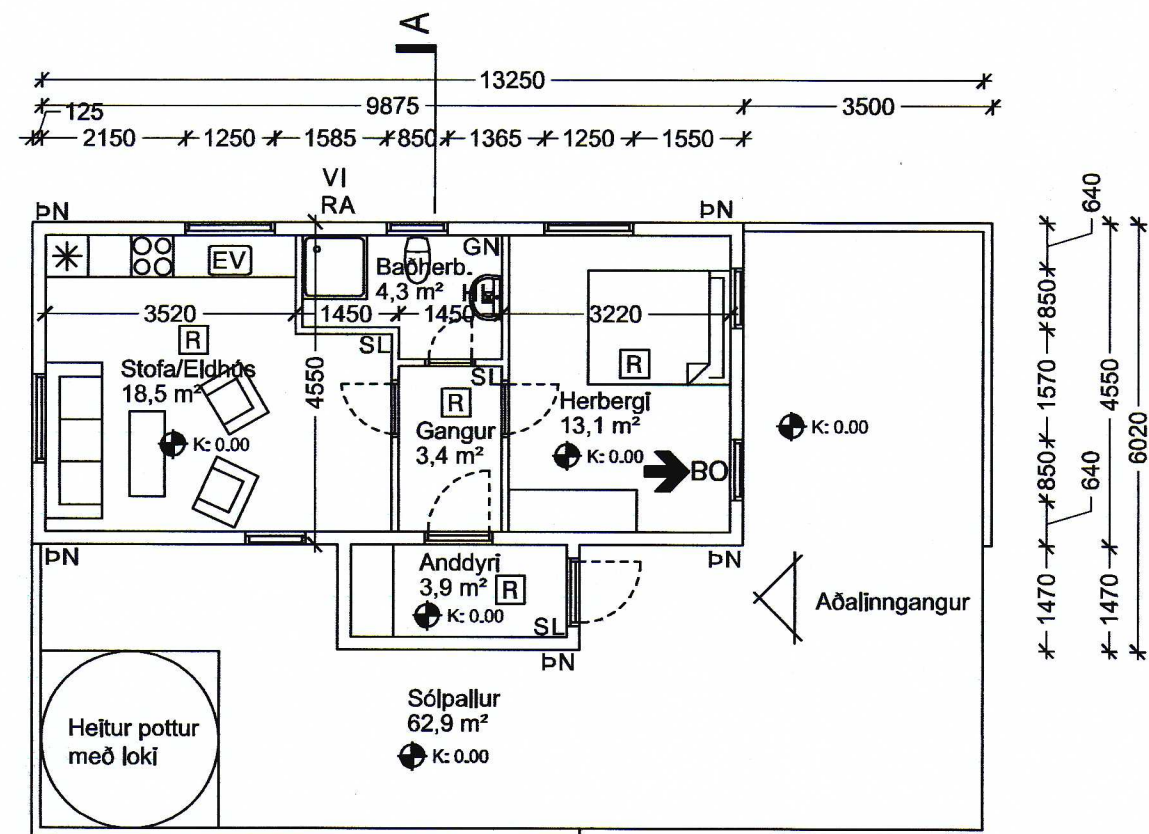 A
13250
9875
3500
125
2150
1250
1585
850
1365
1250
1550
VI
RA
ÞN
ÞN
640
GN
EV
Baðherb.
4,3 m²
HL
3520
1450
1450
3220
850
R
SL
Stofa/Eldhús
18,5 m²
4550
SL
R
R
Herbergi
13,1 m²
1570
4550
6020
Gangur
3,4 m²
K: 0.00
K: 0.00
K: 0.00
BO
850
640
ÞN
ÞN
Anddyri
3,9 m²
R
K: 0.00
SL
ÞN
Aðalinngangur
1470
1470
Sólpallur
62,9 m²
K: 0.00
Heitur pottur
með loki